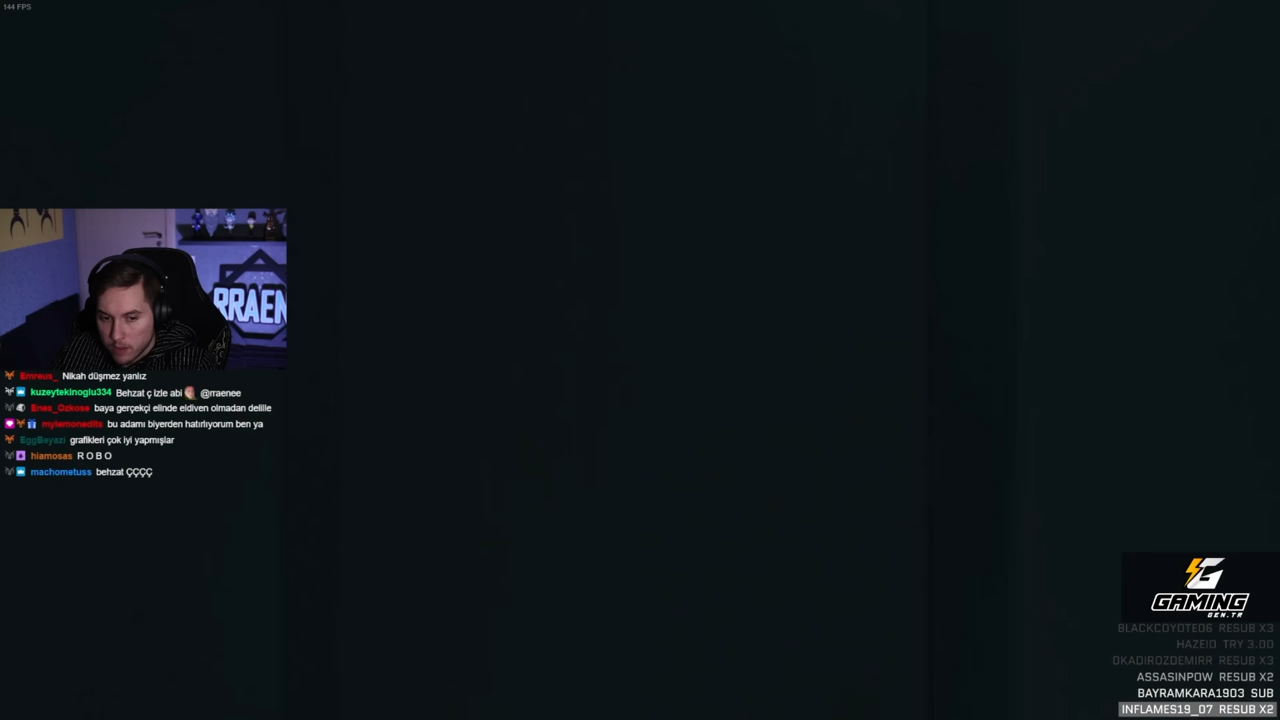 144 FPS
RRAEN
Emreus_ Nikah düşmez yanlız
kuzeytekinoglu334 Behzat ç izle abi @rraenee
Enes_Ozkose baya gerçekçi elinde eldiven olmadan delille
mylemonedits bu adamı biyerden hatırlıyorum ben ya
EggBeyazi grafikleri çok iyi yapmışlar
hiamosas R O B O
machometuss behzat ÇÇÇÇ
GAMING
GEN.TR
BLACKCOYOTE06 RESUB X3
HAZEIO TRY 3.00
OKADIROZDEMIRR RESUB X3
ASSASINPOW RESUB X2
BAYRAMKARA1903 SUB
INFLAMES19_07 RESUB X2